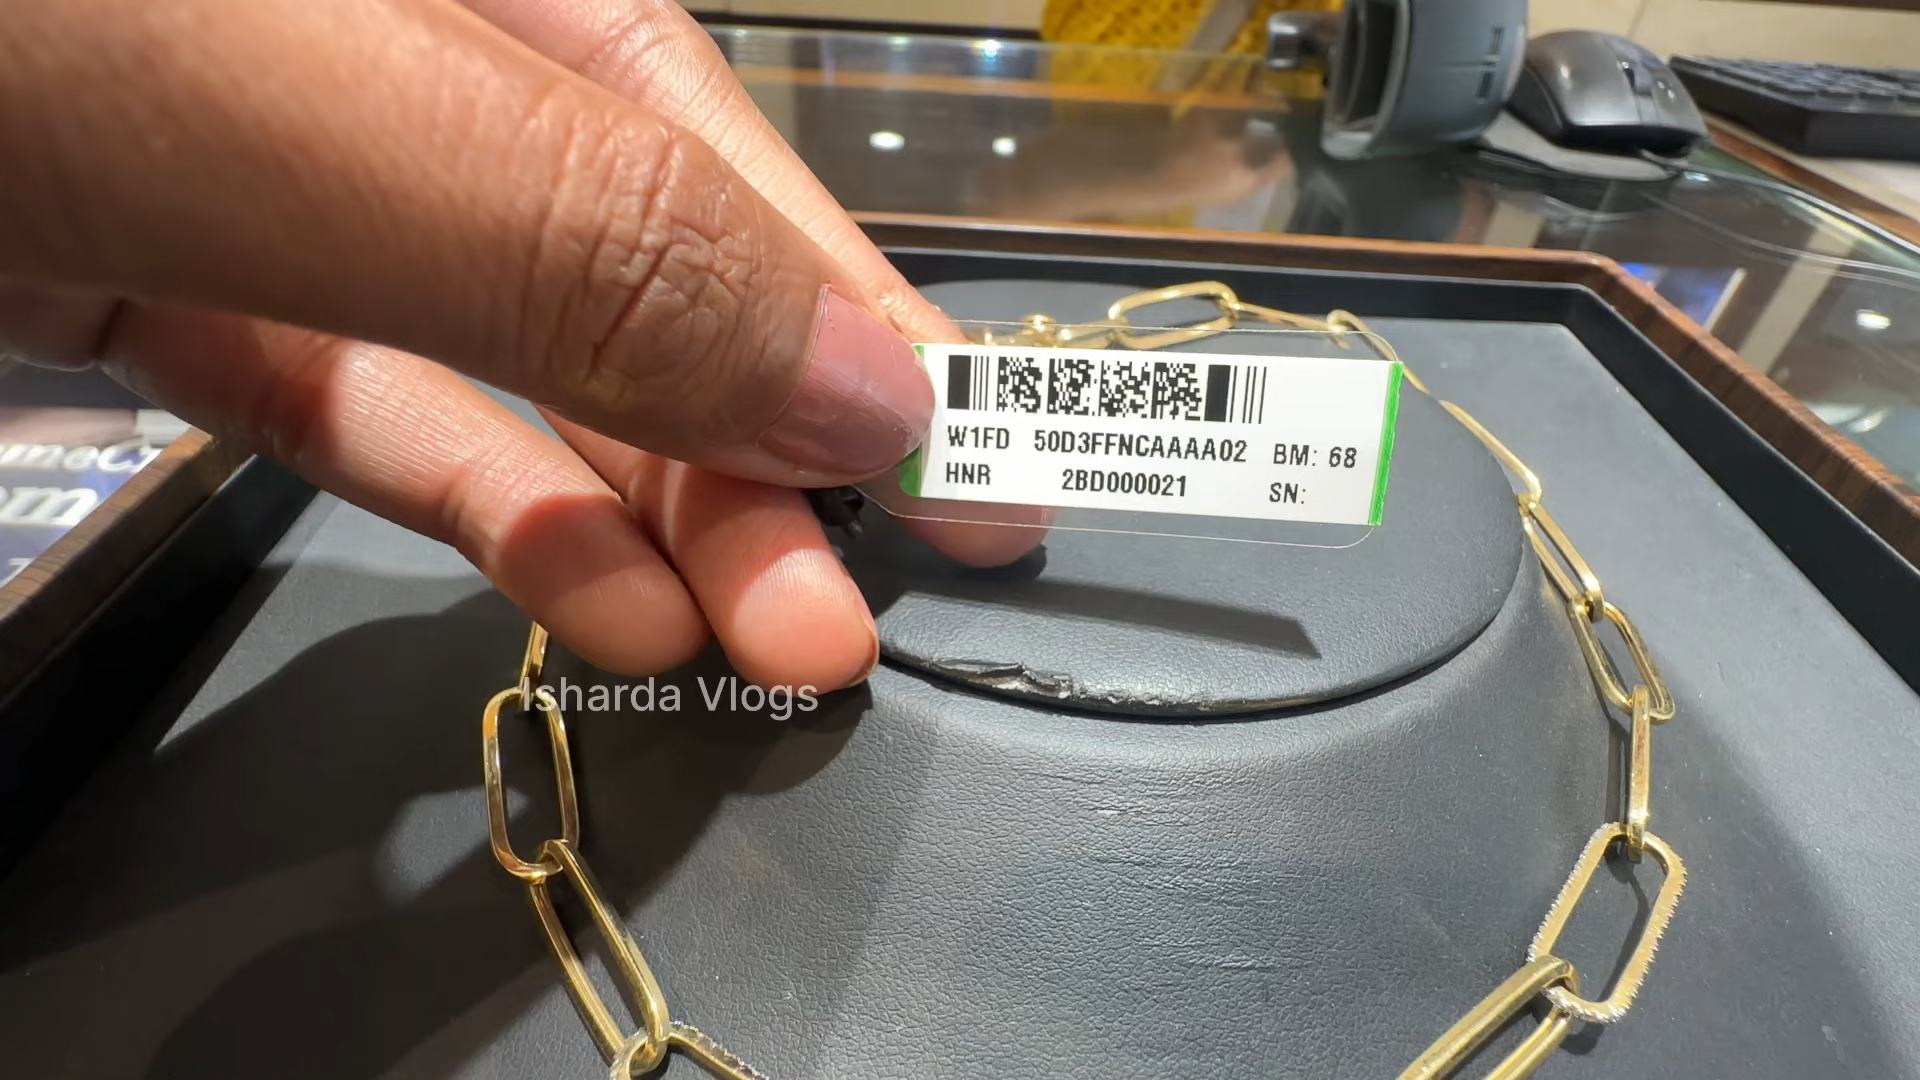 W1FD 50D3FFNCAAAA02 BM: 68
HNR 2BD000021 SN:
Isharda Vlogs